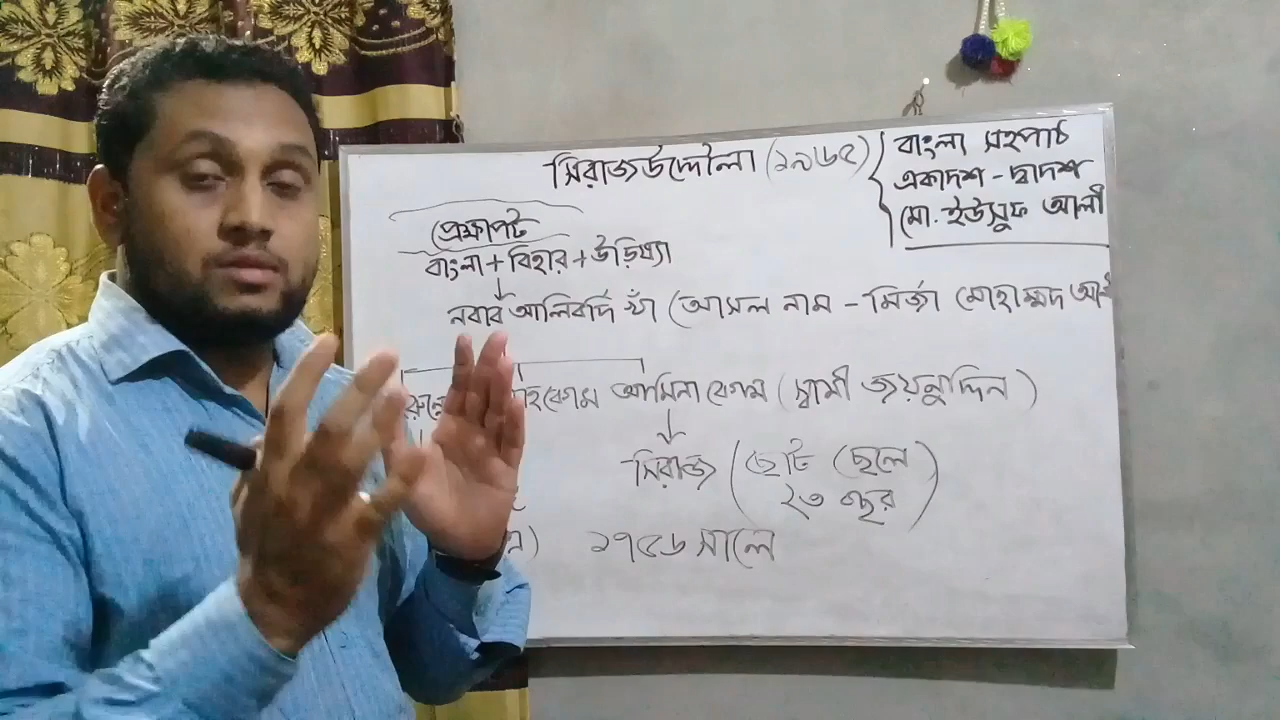 সিরাজউদ্দৌলা (১৯৬৫)
বাংলা সহপাঠ
একাদশ - দ্বাদশ
মো. ইউসুফ আলী
প্রেক্ষাপট
বাংলা + বিহার + উড়িষ্যা
নবাব আলিবর্দি খাঁ (আসল নাম - মির্জা মোহাম্মদ
আমিনা বেগম (স্বামী জয়নুদ্দিন)
সিরাজ (ছোট ছেলে
২৩ বছর)
১৭৫৬ সালে